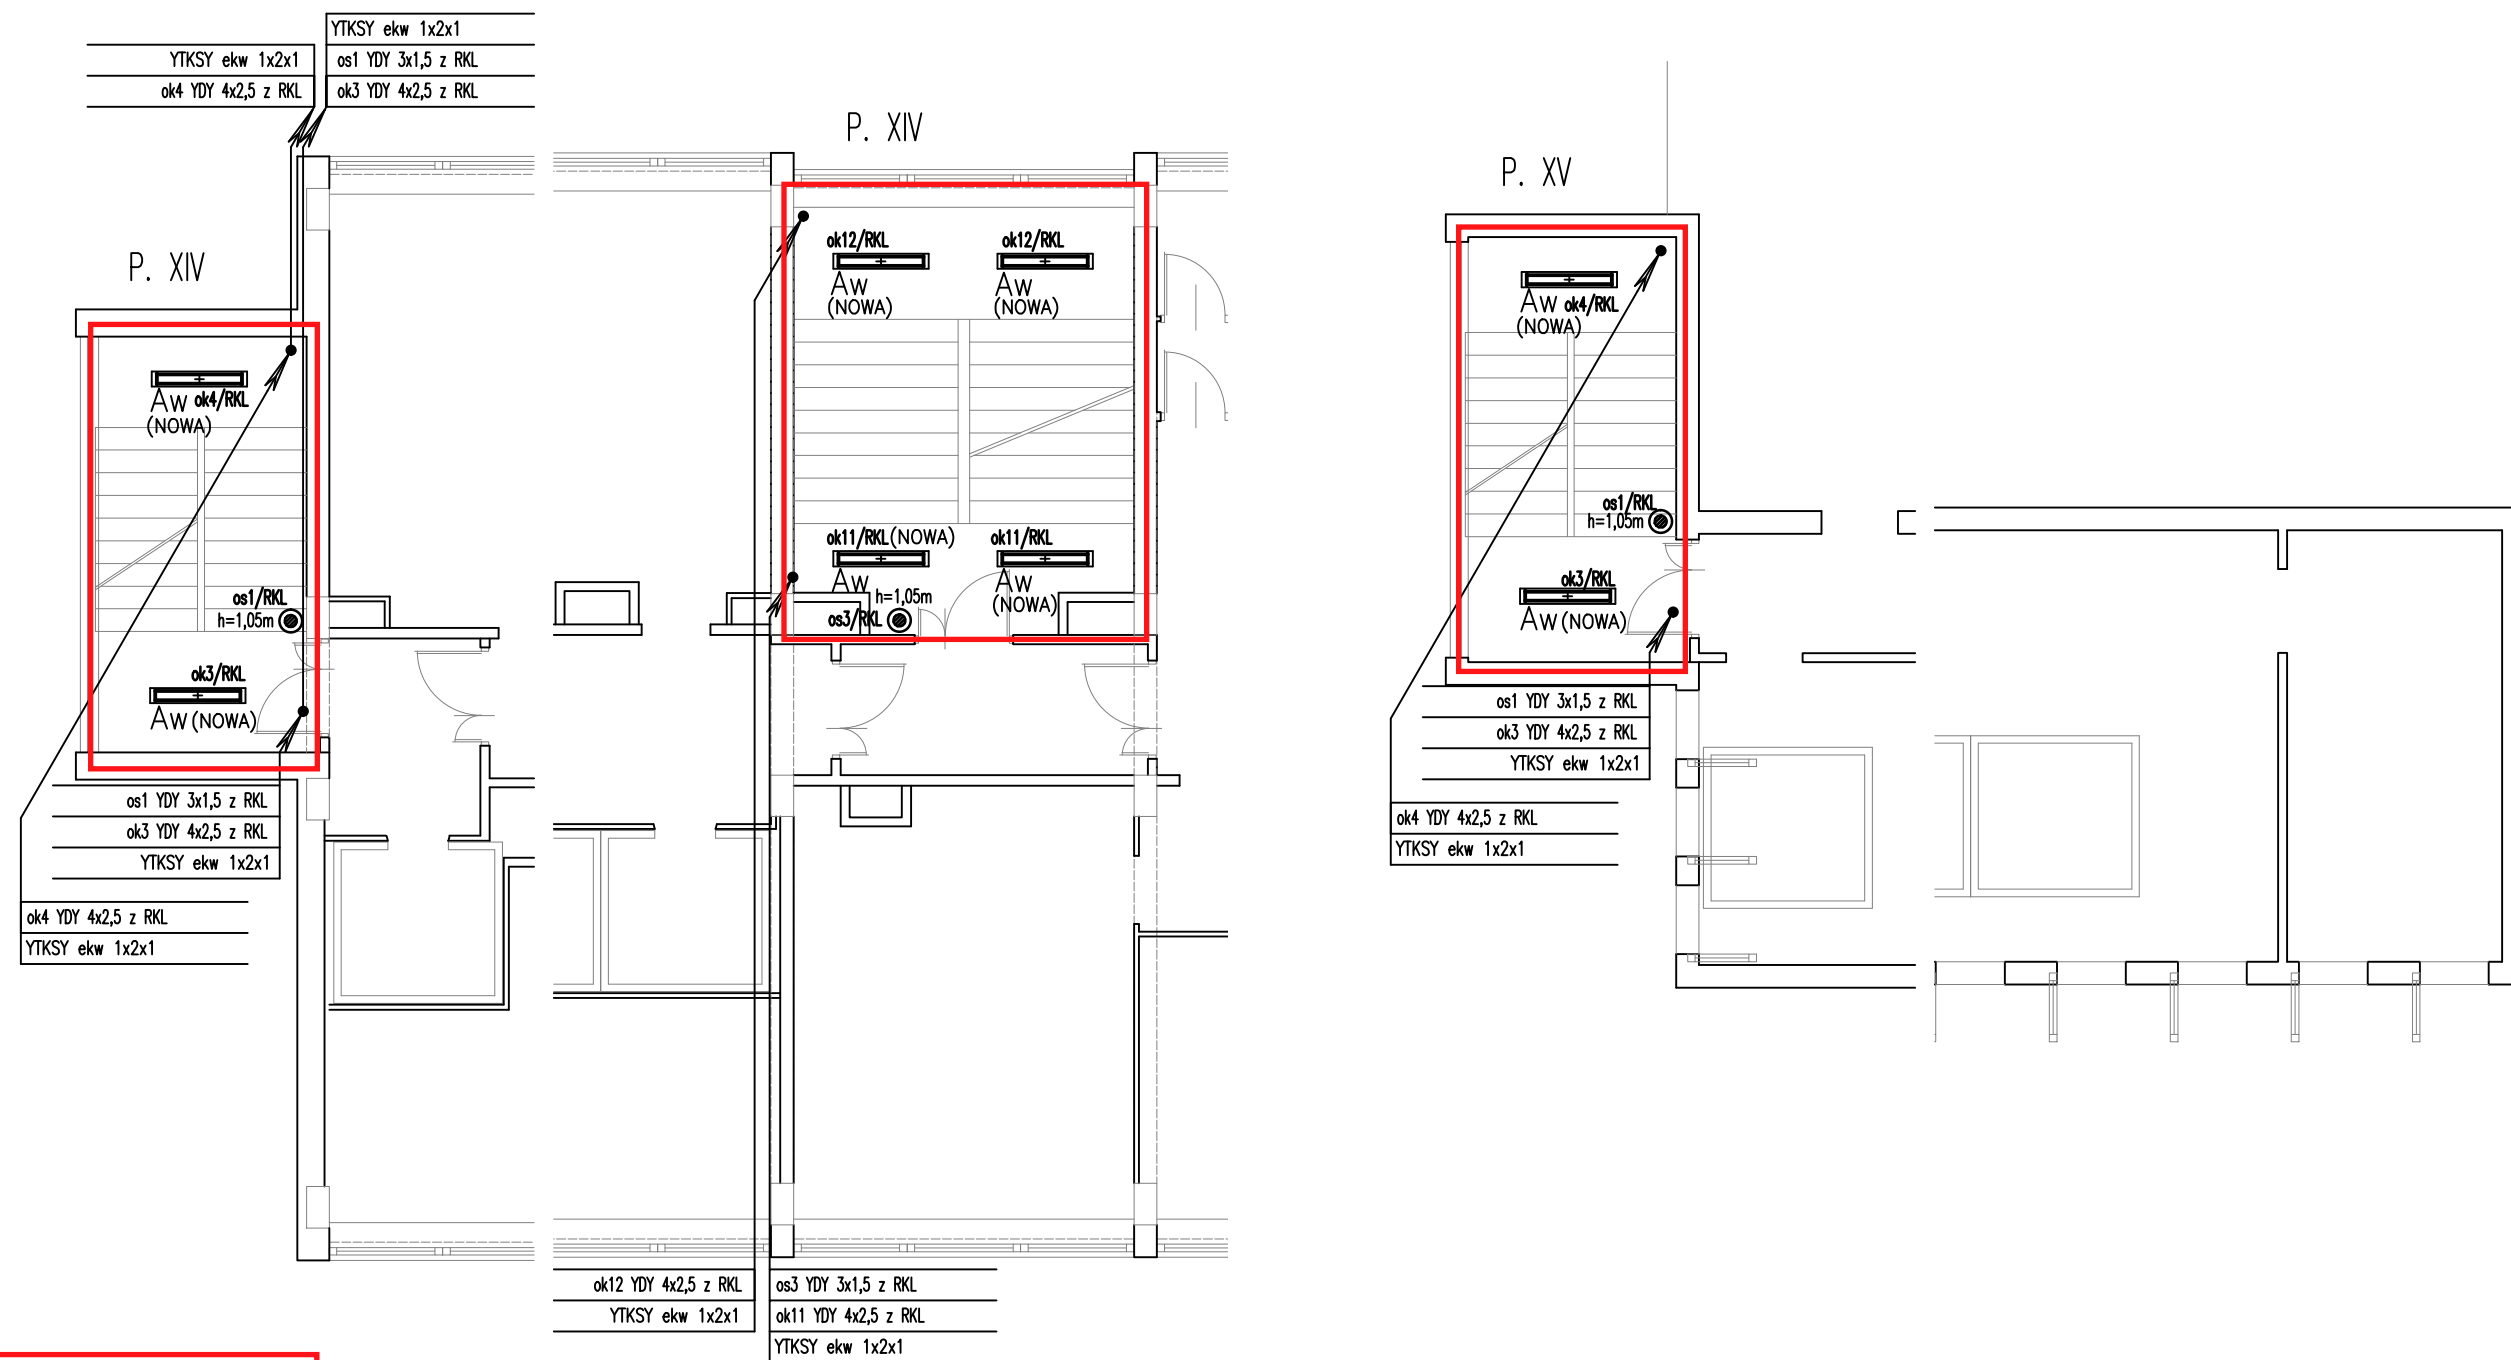 YTKSY ekw 1x2x1
ok4 YDY 4x2,5 z RKL
YTKSY ekw 1x2x1
os1 YDY 3x1,5 z RKL
ok3 YDY 4x2,5 z RKL
P. XIV
ok4/RKL
Aw
(NOWA)
os1/RKL
h=1,05m
ok3/RKL
Aw (NOWA)
os1 YDY 3x1,5 z RKL
ok3 YDY 4x2,5 z RKL
YTKSY ekw 1x2x1
ok4 YDY 4x2,5 z RKL
YTKSY ekw 1x2x1
P. XIV
ok12/RKL
Aw
(NOWA)
ok12/RKL
Aw
(NOWA)
ok11/RKL (NOWA)
Aw
h=1,05m
os3/RKL
ok11/RKL
Aw
(NOWA)
ok12 YDY 4x2,5 z RKL
YTKSY ekw 1x2x1
os3 YDY 3x1,5 z RKL
ok11 YDY 4x2,5 z RKL
YTKSY ekw 1x2x1
P. XV
Aw ok4/RKL
(NOWA)
os1/RKL
h=1,05m
ok3/RKL
Aw (NOWA)
os1 YDY 3x1,5 z RKL
ok3 YDY 4x2,5 z RKL
YTKSY ekw 1x2x1
ok4 YDY 4x2,5 z RKL
YTKSY ekw 1x2x1